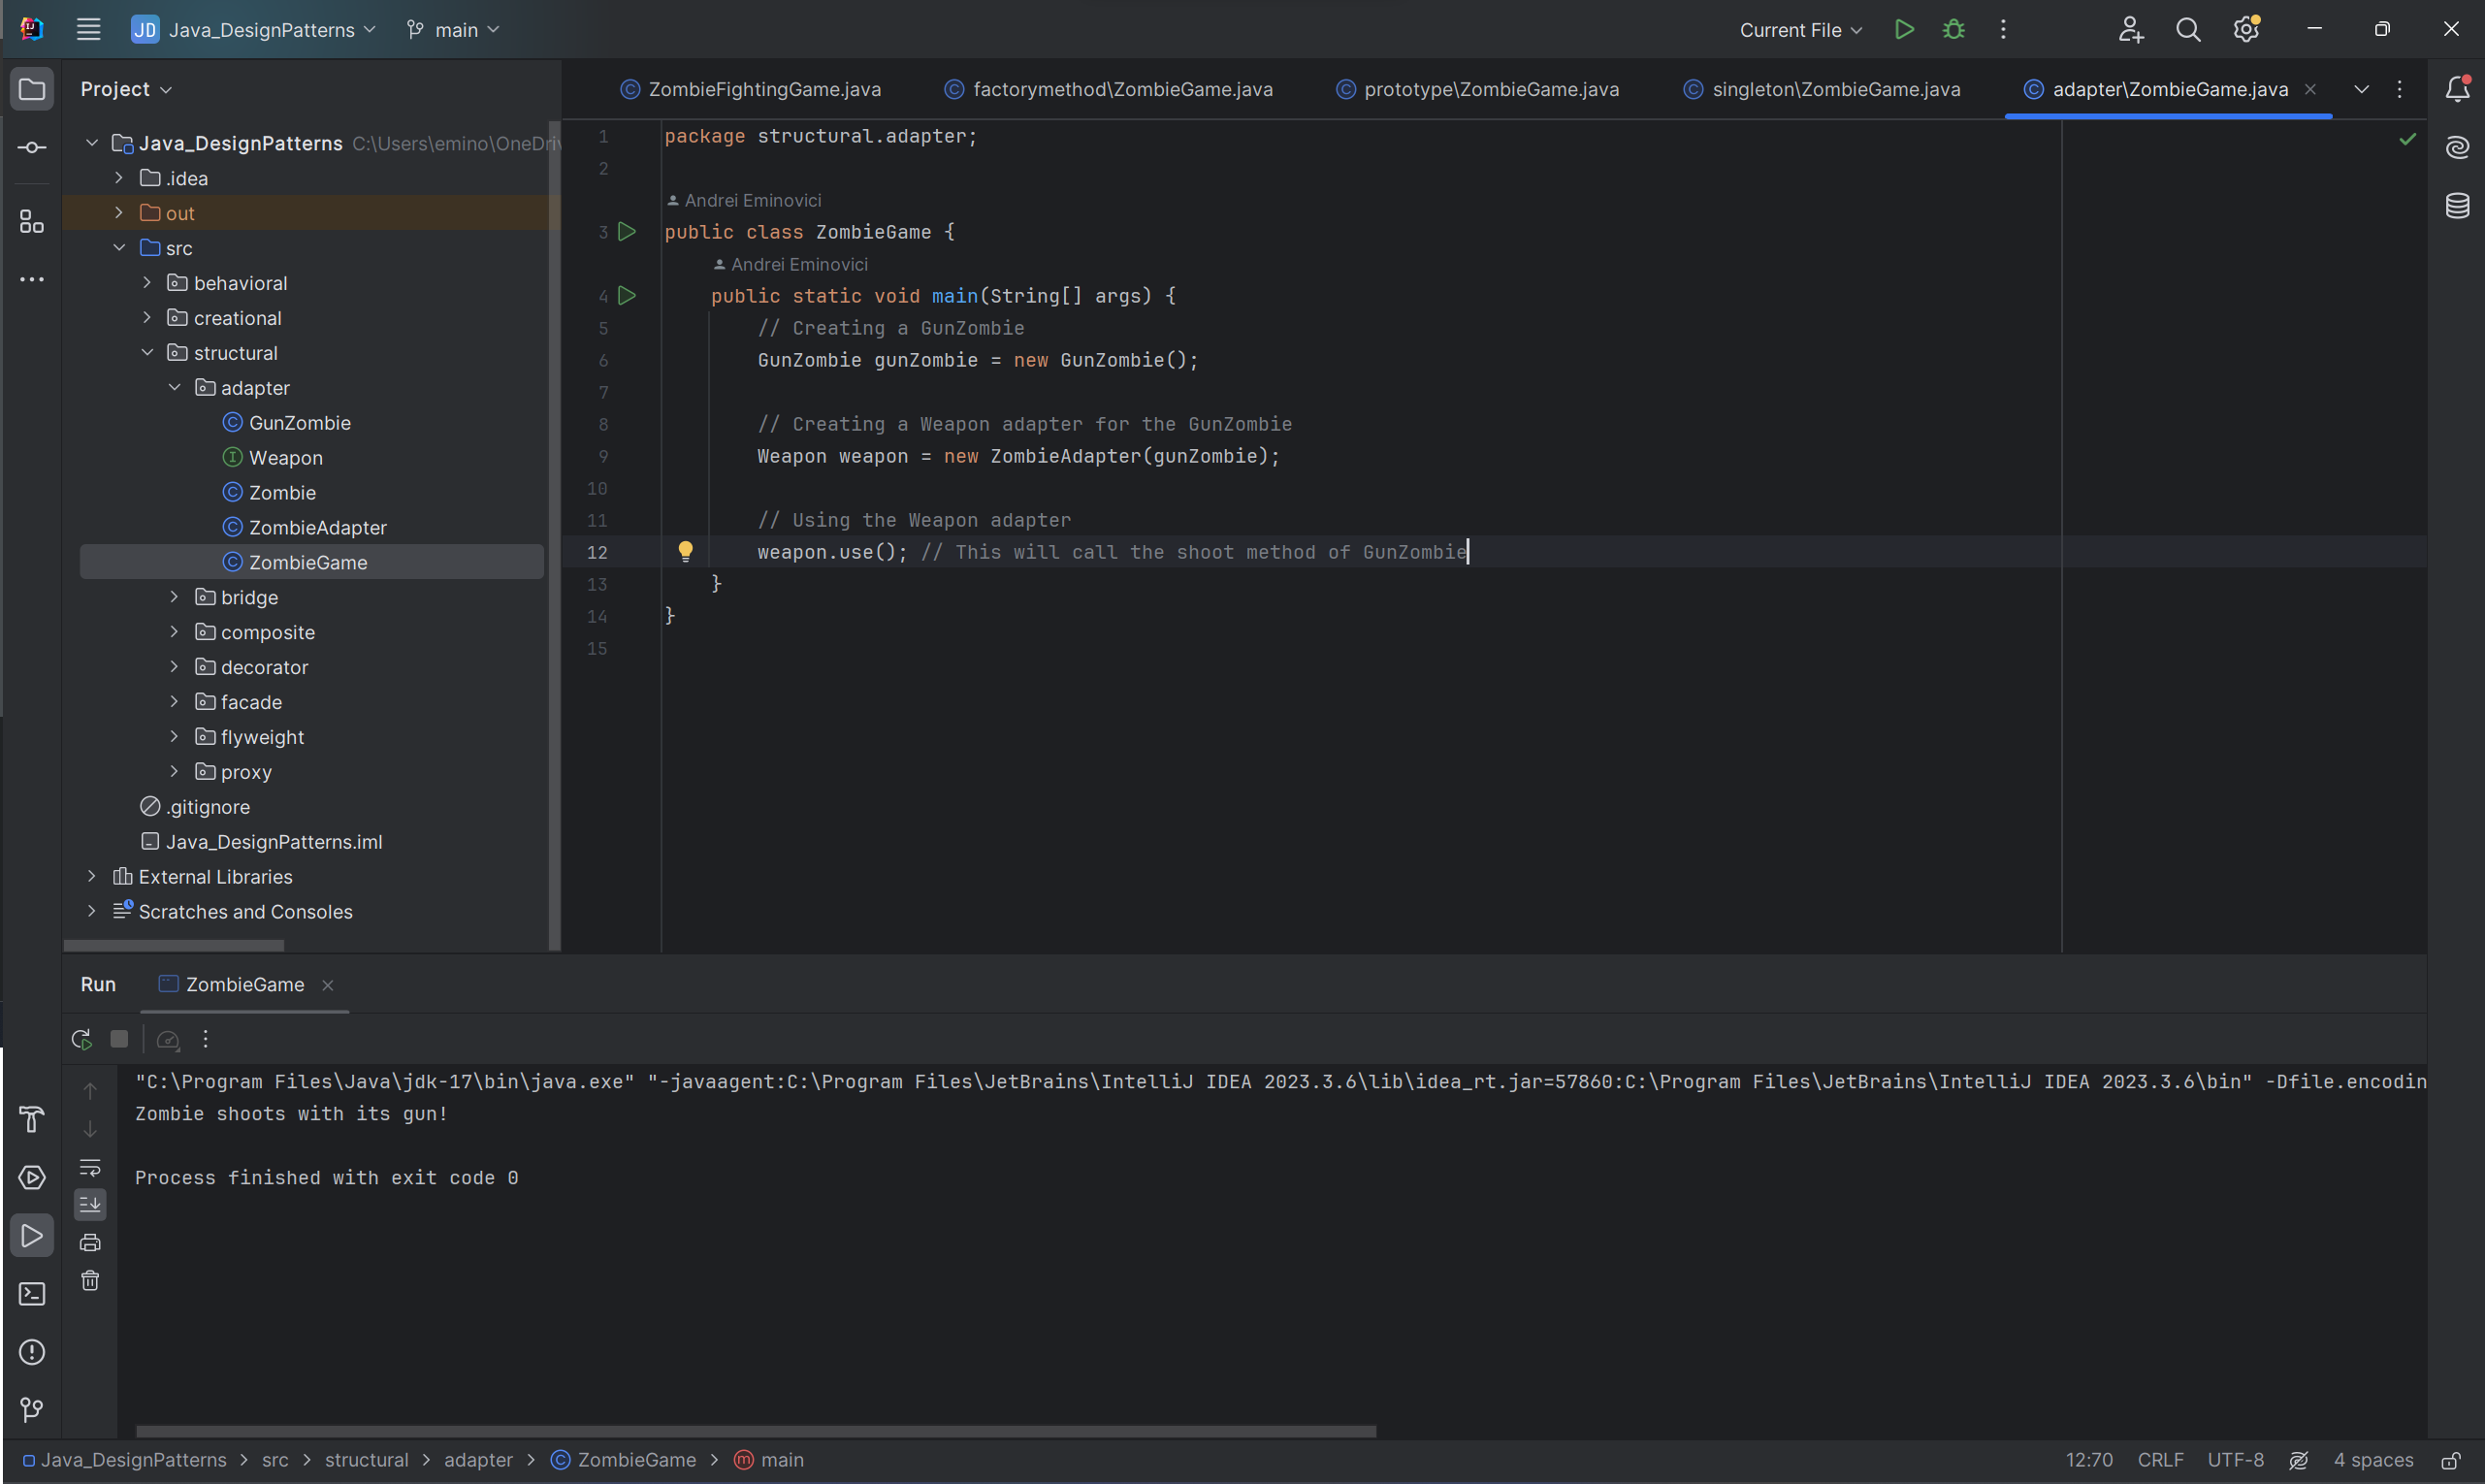 JD Java_DesignPatterns main Current File
Project
ZombieFightingGame.java factorymethod\ZombieGame.java prototype\ZombieGame.java singleton\ZombieGame.java adapter\ZombieGame.java
Java_DesignPatterns C:\Users\emino\OneDriv
.idea
out
src
behavioral
creational
structural
adapter
GunZombie
Weapon
Zombie
ZombieAdapter
ZombieGame
bridge
composite
decorator
facade
flyweight
proxy
.gitignore
Java_DesignPatterns.iml
External Libraries
Scratches and Consoles
1 package structural.adapter;
2
Andrei Eminovici
3 public class ZombieGame {
Andrei Eminovici
4 public static void main(String[] args) {
5 // Creating a GunZombie
6 GunZombie gunZombie = new GunZombie();
7
8 // Creating a Weapon adapter for the GunZombie
9 Weapon weapon = new ZombieAdapter(gunZombie);
10
11 // Using the Weapon adapter
12 weapon.use(); // This will call the shoot method of GunZombie
13 }
14 }
15
Run ZombieGame
"C:\Program Files\Java\jdk-17\bin\java.exe" "-javaagent:C:\Program Files\JetBrains\IntelliJ IDEA 2023.3.6\lib\idea_rt.jar=57860:C:\Program Files\JetBrains\IntelliJ IDEA 2023.3.6\bin" -Dfile.encodin
Zombie shoots with its gun!
Process finished with exit code 0
Java_DesignPatterns > src > structural > adapter > ZombieGame > main 12:70 CRLF UTF-8 4 spaces